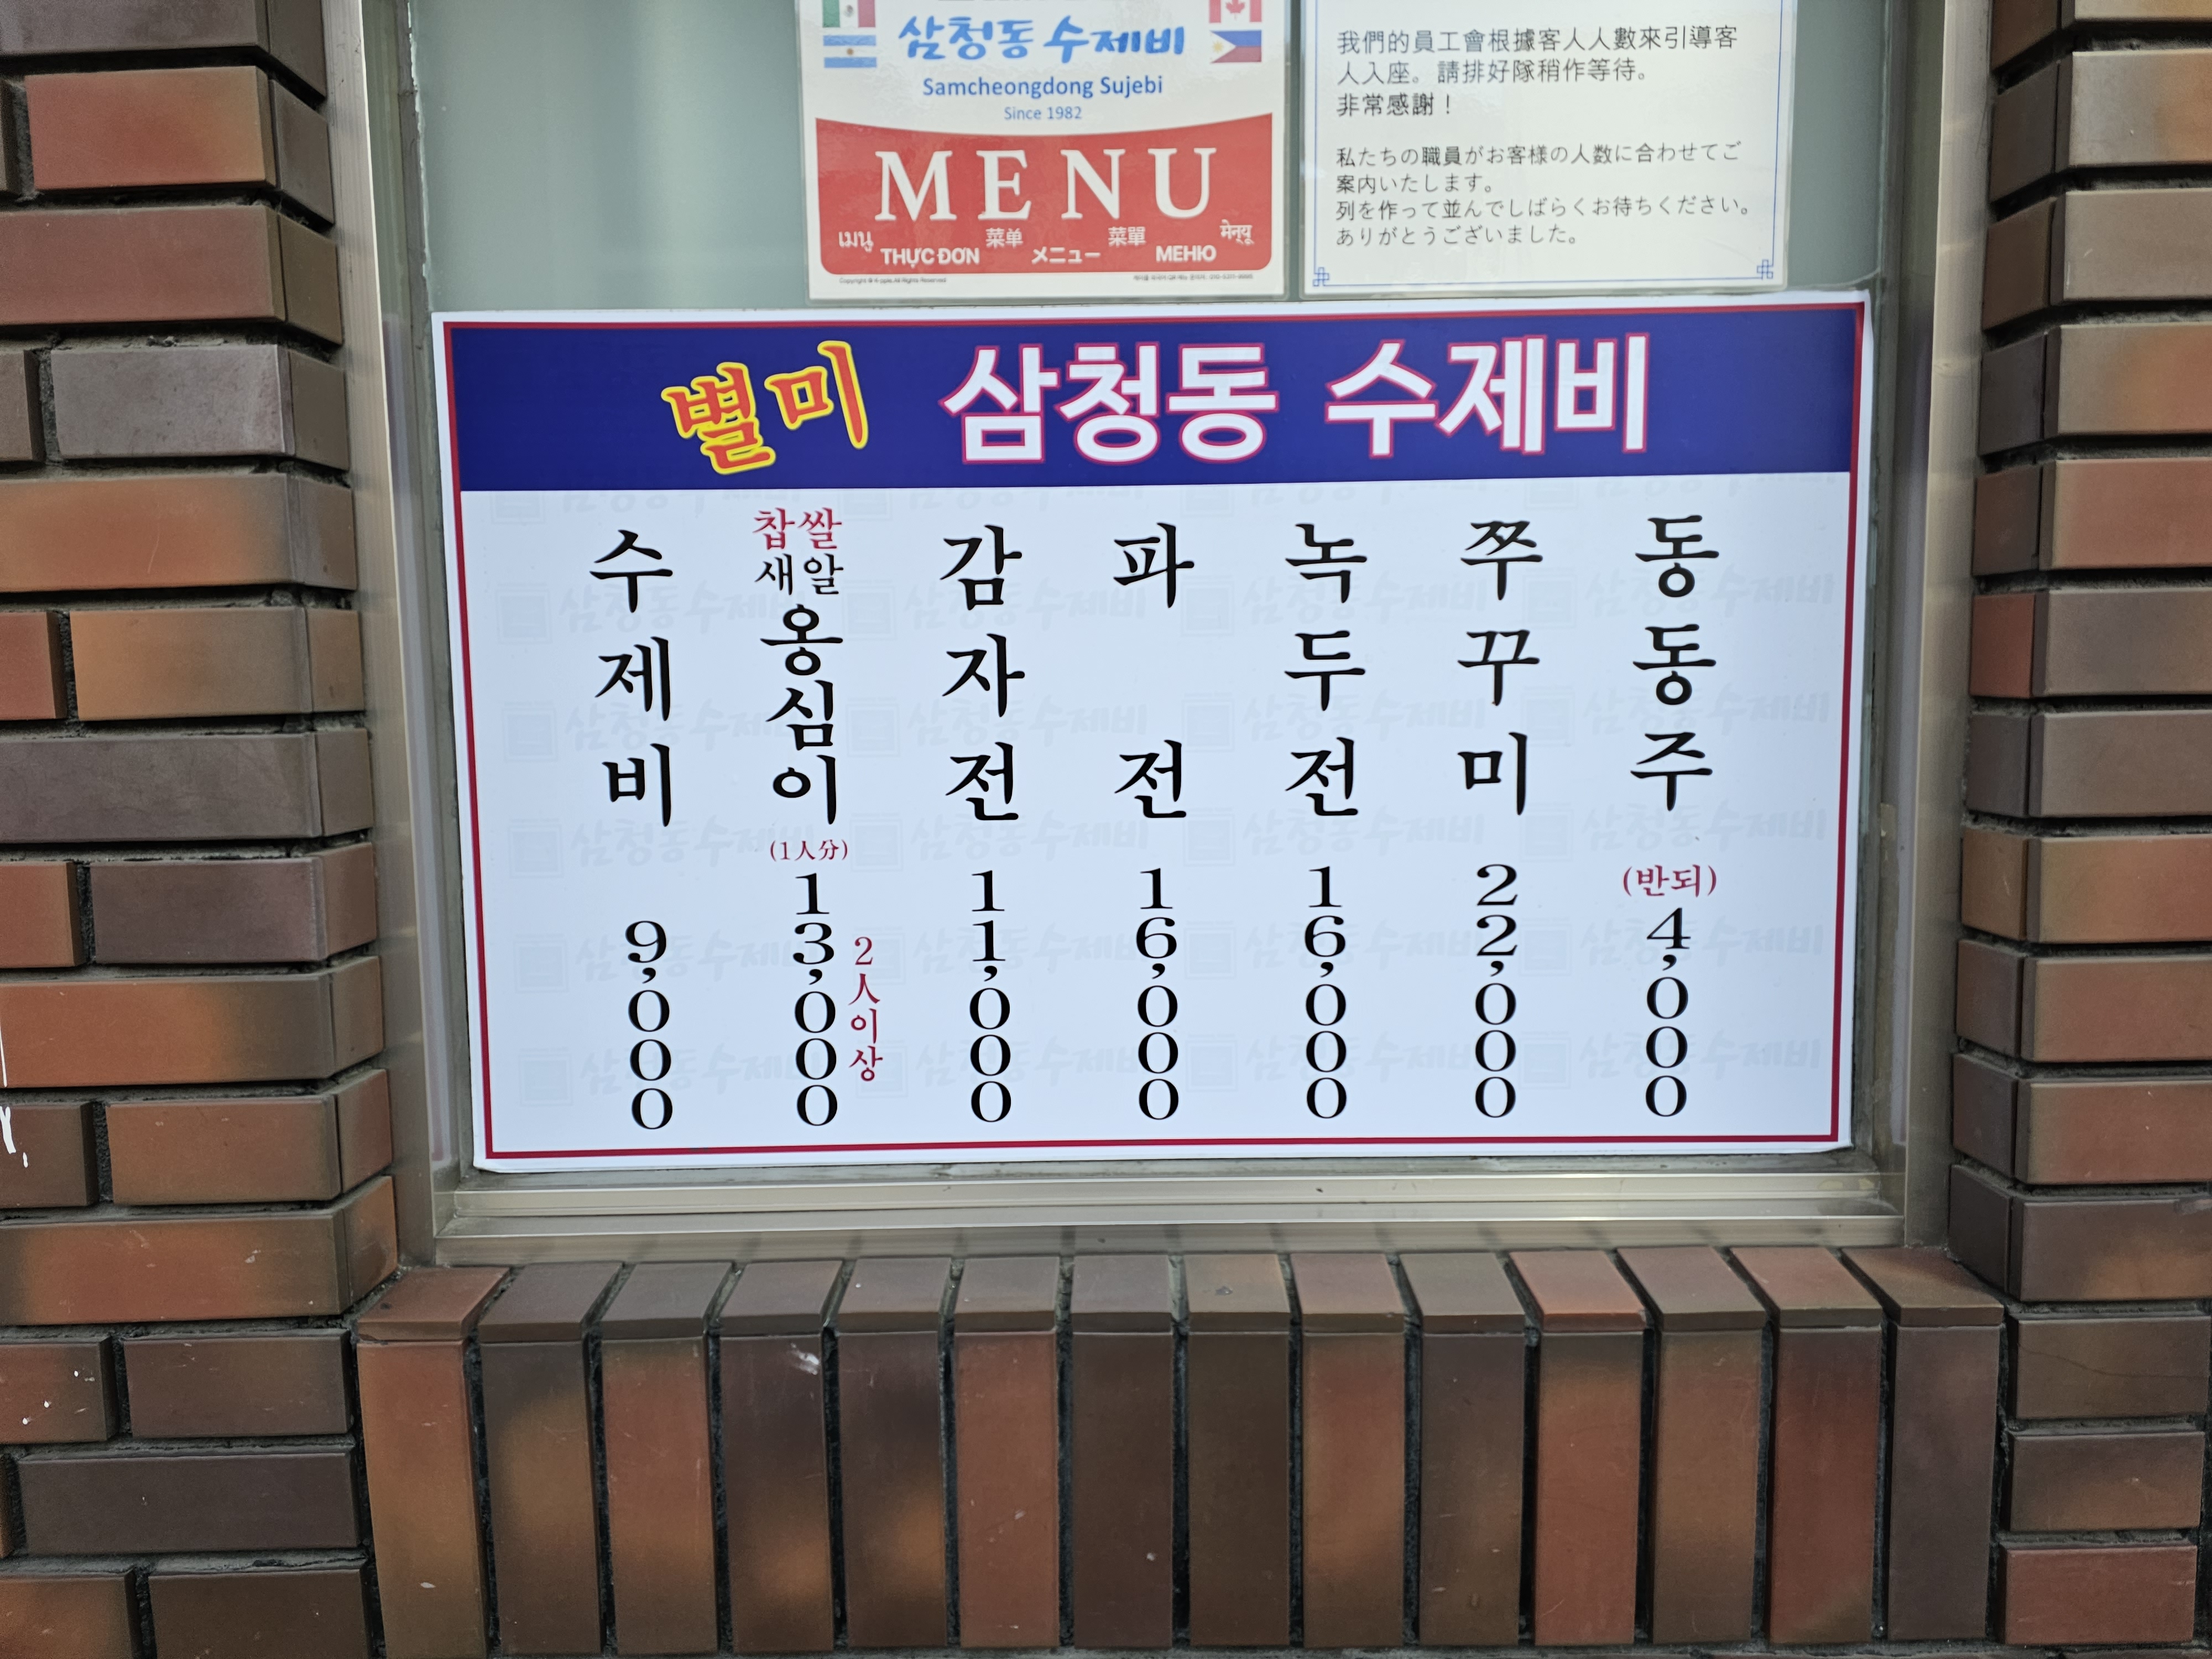 삼청동 수제비
Samcheongdong Sujebi
Since 1982
MENU
เมนู THỰC ĐƠN 菜单 メニュー 菜單 МЕНЮ मेन्यू
我們的員工會根據客人人數來引導客
人入座。請排好隊稍作等待。
非常感謝！
私たちの職員がお客様の人数に合わせてご
案内いたします。
列を作って並んでしばらくお待ちください。
ありがとうございました。
별미 삼청동 수제비
수제비 9,000
찹쌀 새알 옹심이 (1人分) 13,000 2人이상
감자전 11,000
파전 16,000
녹두전 16,000
쭈꾸미 22,000
동동주 (반되) 4,000